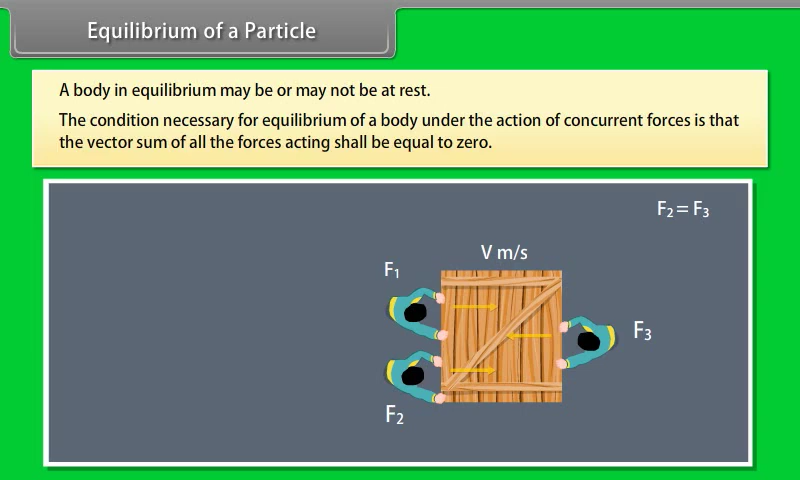 Equilibrium of a Particle
A body in equilibrium may be or may not be at rest.
The condition necessary for equilibrium of a body under the action of concurrent forces is that
the vector sum of all the forces acting shall be equal to zero.
F₂ = F₃
V m/s
F₁
F₃
F₂